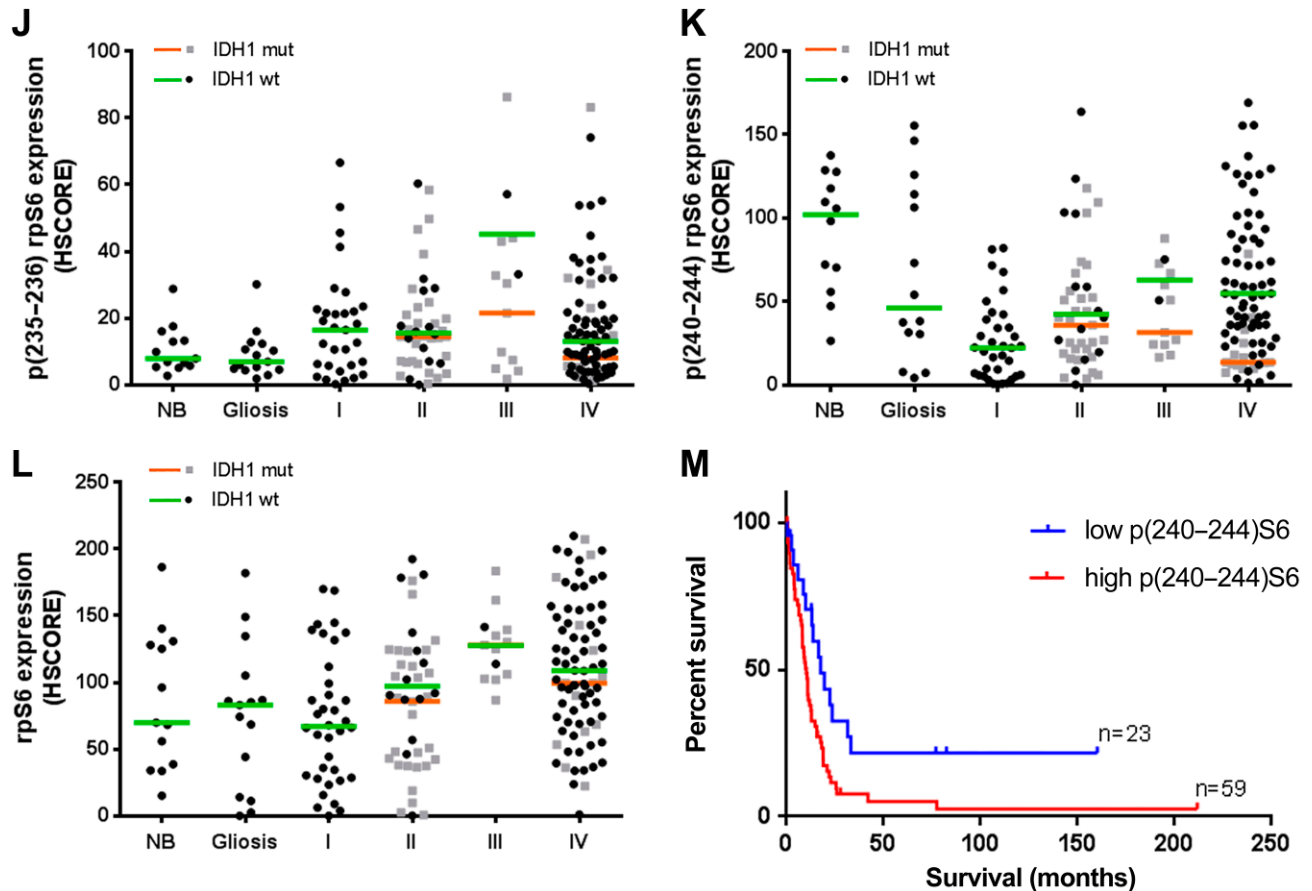 J
p(235–236) rpS6 expression
(HSCORE)
100
80
60
40
20
0
IDH1 mut
IDH1 wt
NB Gliosis I II III IV
K
p(240–244) rpS6 expression
(HSCORE)
200
150
100
50
0
IDH1 mut
IDH1 wt
NB Gliosis I II III IV
L
rpS6 expression
(HSCORE)
250
200
150
100
50
0
IDH1 mut
IDH1 wt
NB Gliosis I II III IV
M
Percent survival
100
50
0
low p(240–244)S6
high p(240–244)S6
n=23
n=59
0 50 100 150 200 250
Survival (months)